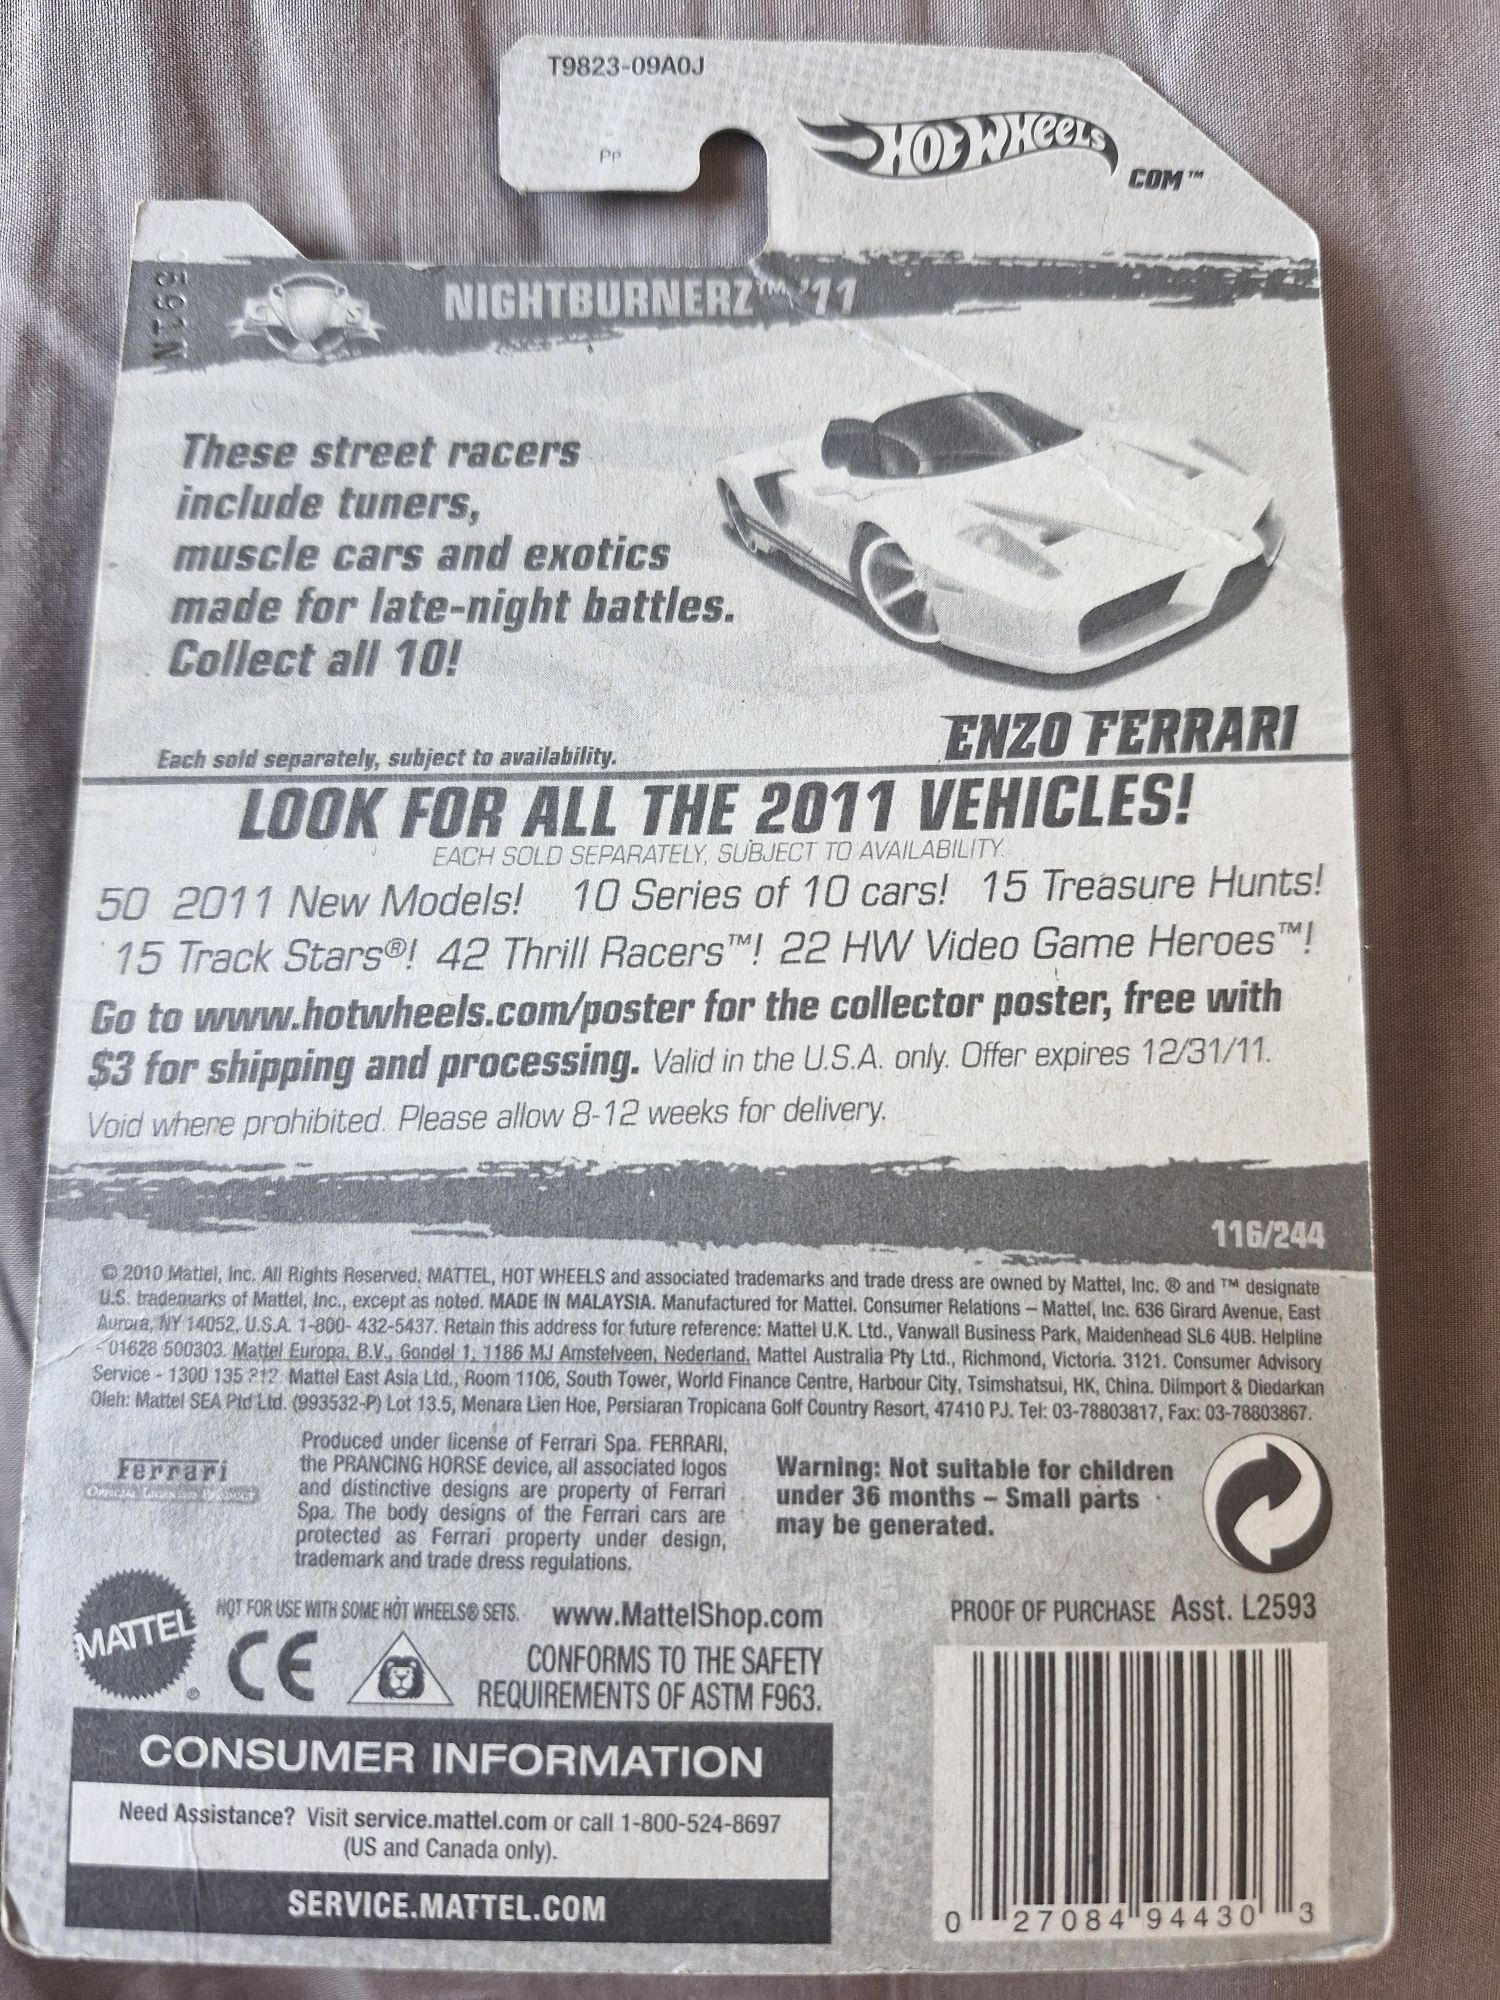 T9823-09A0J
PP
HOT WHEELS
COM™
NIGHTBURNERZ™ '11
These street racers
include tuners,
muscle cars and exotics
made for late-night battles.
Collect all 10!
ENZO FERRARI
Each sold separately, subject to availability.
LOOK FOR ALL THE 2011 VEHICLES!
EACH SOLD SEPARATELY, SUBJECT TO AVAILABILITY.
50 2011 New Models! 10 Series of 10 cars! 15 Treasure Hunts!
15 Track Stars®! 42 Thrill Racers™! 22 HW Video Game Heroes™!
Go to www.hotwheels.com/poster for the collector poster, free with
$3 for shipping and processing. Valid in the U.S.A. only. Offer expires 12/31/11.
Void where prohibited. Please allow 8-12 weeks for delivery.
116/244
© 2010 Mattel, Inc. All Rights Reserved. MATTEL, HOT WHEELS and associated trademarks and trade dress are owned by Mattel, Inc. ® and ™ designate
U.S. trademarks of Mattel, Inc., except as noted. MADE IN MALAYSIA. Manufactured for Mattel. Consumer Relations – Mattel, Inc. 636 Girard Avenue, East
Aurora, NY 14052, U.S.A. 1-800- 432-5437. Retain this address for future reference: Mattel U.K. Ltd., Vanwall Business Park, Maidenhead SL6 4UB. Helpline
- 01628 500303. Mattel Europa, B.V., Gondel 1, 1186 MJ Amstelveen, Nederland. Mattel Australia Pty Ltd., Richmond, Victoria. 3121. Consumer Advisory
Service - 1300 135 312. Mattel East Asia Ltd., Room 1106, South Tower, World Finance Centre, Harbour City, Tsimshatsui, HK, China. Diimport & Diedarkan
Oleh: Mattel SEA Ptd Ltd. (993532-P) Lot 13.5, Menara Lien Hoe, Persiaran Tropicana Golf Country Resort, 47410 PJ. Tel: 03-78803817, Fax: 03-78803867.
Ferrari
Produced under license of Ferrari Spa. FERRARI,
the PRANCING HORSE device, all associated logos
and distinctive designs are property of Ferrari
Spa. The body designs of the Ferrari cars are
protected as Ferrari property under design,
trademark and trade dress regulations.
Warning: Not suitable for children
under 36 months – Small parts
may be generated.
MATTEL ®
NOT FOR USE WITH SOME HOT WHEELS® SETS.
CE
www.MattelShop.com
CONFORMS TO THE SAFETY
REQUIREMENTS OF ASTM F963.
PROOF OF PURCHASE Asst. L2593
CONSUMER INFORMATION
Need Assistance? Visit service.mattel.com or call 1-800-524-8697
(US and Canada only).
SERVICE.MATTEL.COM
0 27084 94430 3